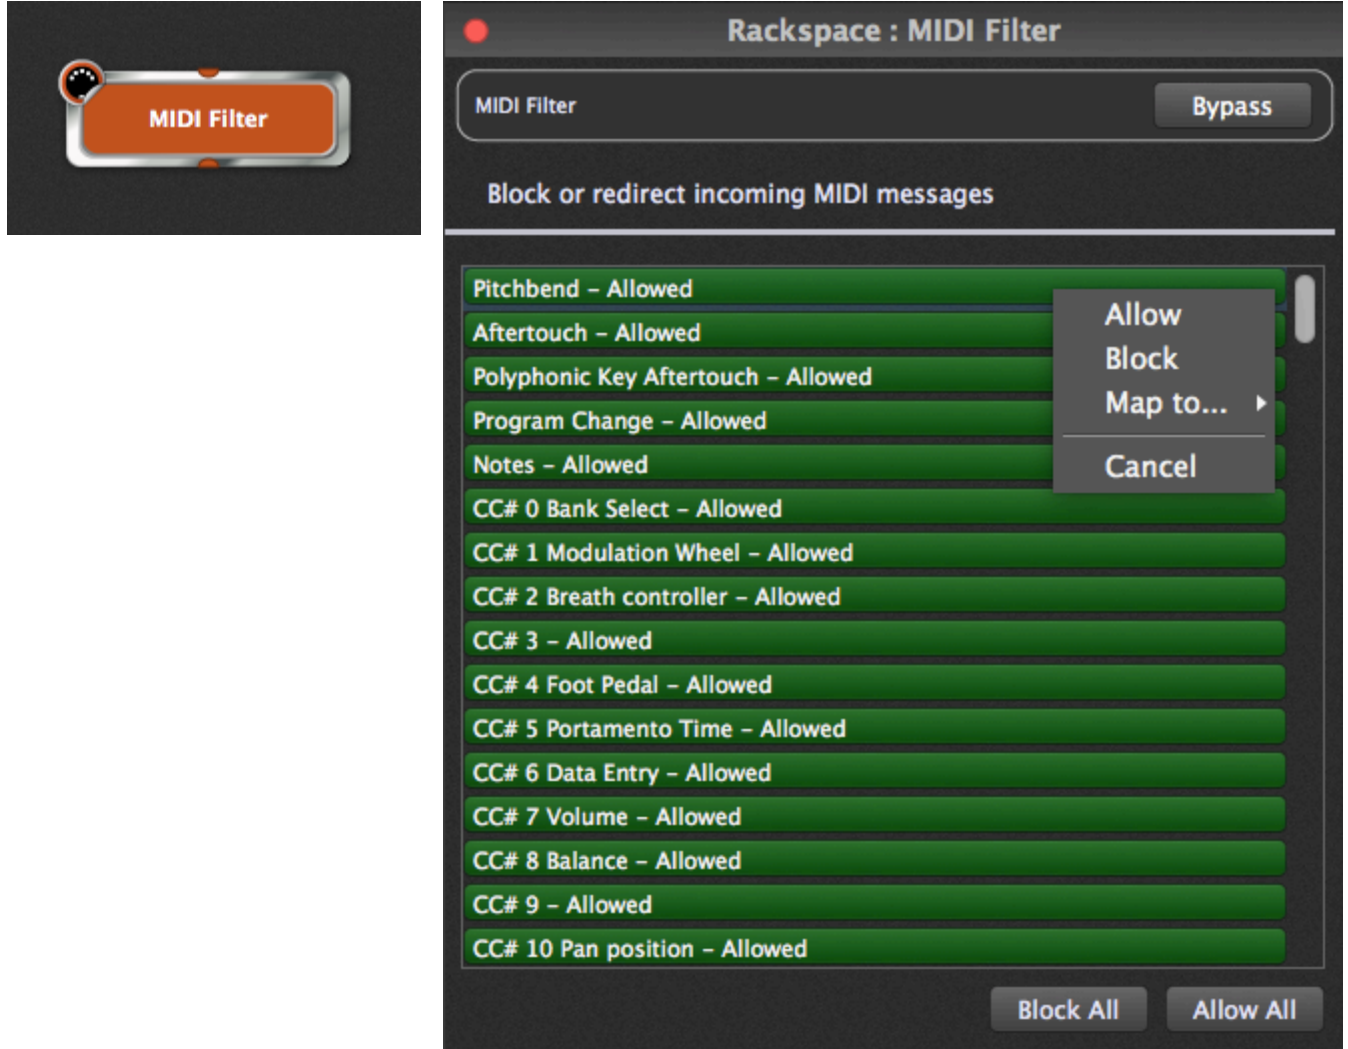 MIDI Filter
Rackspace : MIDI Filter
MIDI Filter
Bypass
Block or redirect incoming MIDI messages
Pitchbend – Allowed
Aftertouch – Allowed
Polyphonic Key Aftertouch – Allowed
Program Change – Allowed
Notes – Allowed
CC# 0 Bank Select – Allowed
CC# 1 Modulation Wheel – Allowed
CC# 2 Breath controller – Allowed
CC# 3 – Allowed
CC# 4 Foot Pedal – Allowed
CC# 5 Portamento Time – Allowed
CC# 6 Data Entry – Allowed
CC# 7 Volume – Allowed
CC# 8 Balance – Allowed
CC# 9 – Allowed
CC# 10 Pan position – Allowed
Allow
Block
Map to...
Cancel
Block All
Allow All